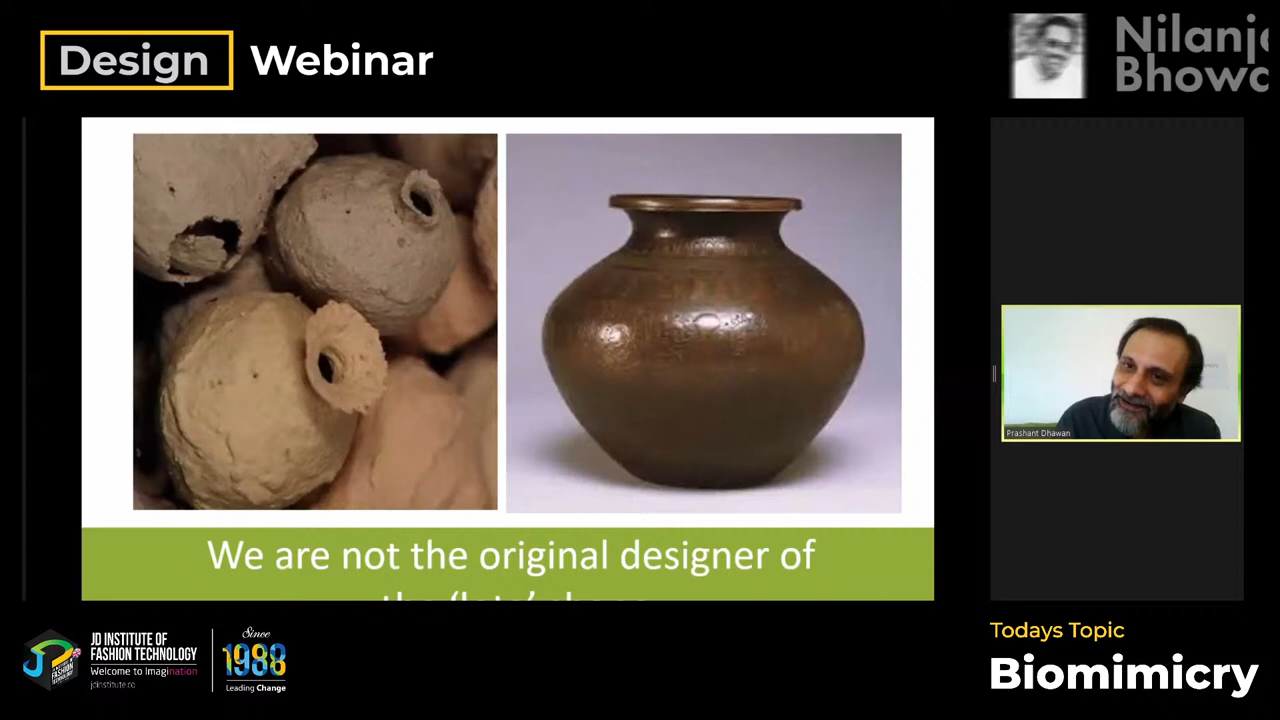 Design Webinar
Nilanj
Bhow
We are not the original designer of
Prashant Dhawan
JD INSTITUTE OF
FASHION TECHNOLOGY
Welcome to Imagination
jdinstitute.co
Since
1988
Leading Change
Todays Topic
Biomimicry